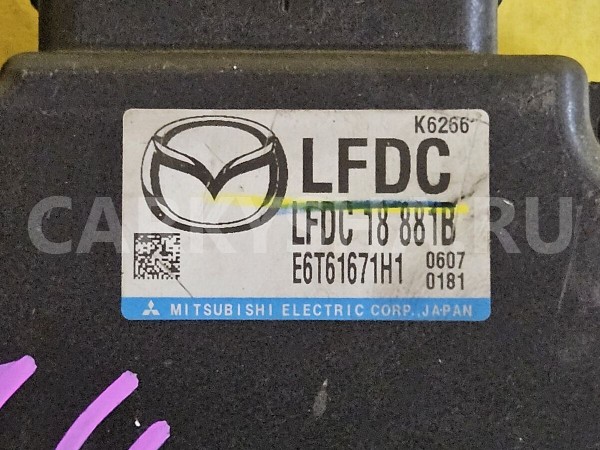 K6266
LFDC
LFDC 18 881B
E6T61671H1 0607
0181
MITSUBISHI ELECTRIC CORP., JAPAN